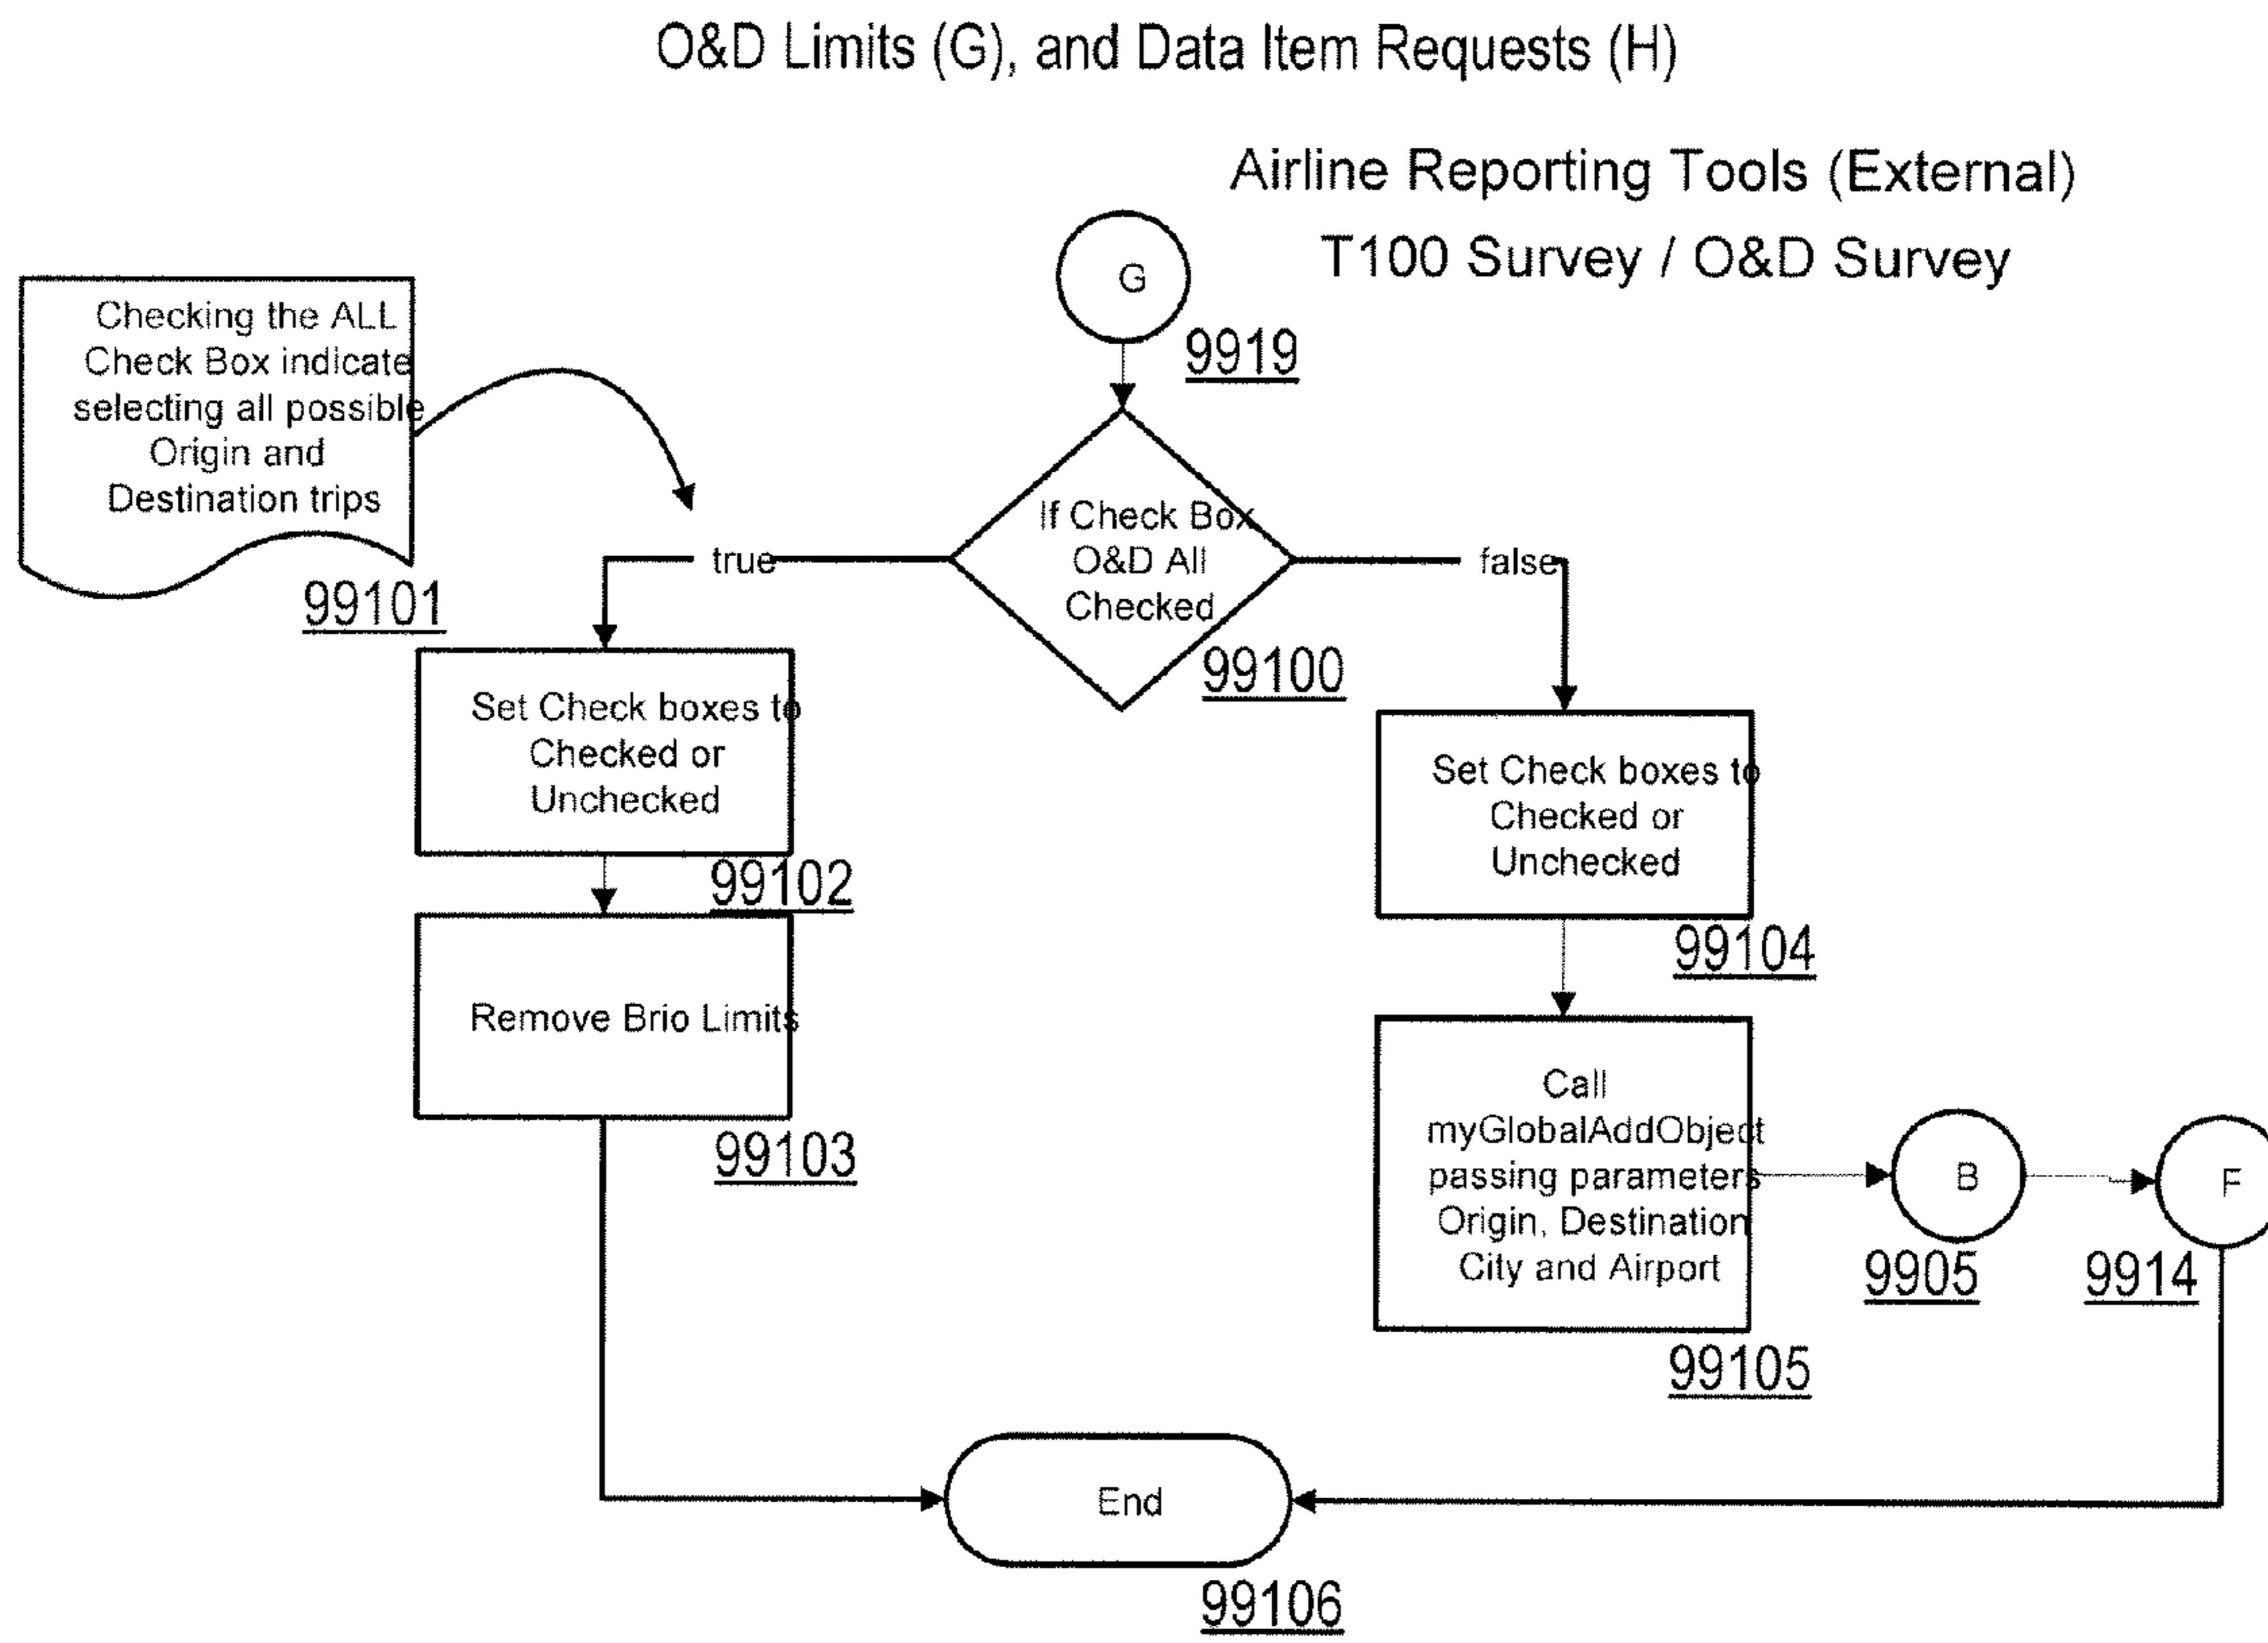 O&D Limits (G), and Data Item Requests (H)
Airline Reporting Tools (External)
T100 Survey / O&D Survey
G
9919
Checking the ALL
Check Box indicate
selecting all possible
Origin and
Destination trips
99101
If Check Box
O&D All
Checked
99100
true
false
Set Check boxes to
Checked or
Unchecked
99102
Remove Brio Limits
99103
Set Check boxes to
Checked or
Unchecked
99104
Call
myGlobalAddObject
passing parameters
Origin, Destination
City and Airport
99105
B
9905
F
9914
End
99106